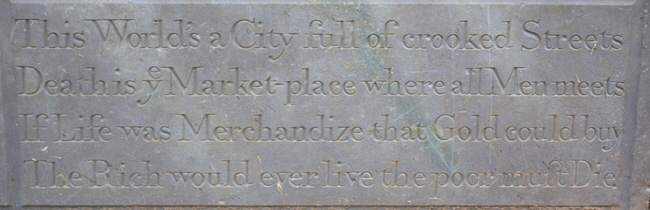 This World's a City full of crooked Streets
Death is yͤ Market-place where all Men meets
If Life was Merchandize that Gold could buy
The Rich would ever live the poor muſt Die